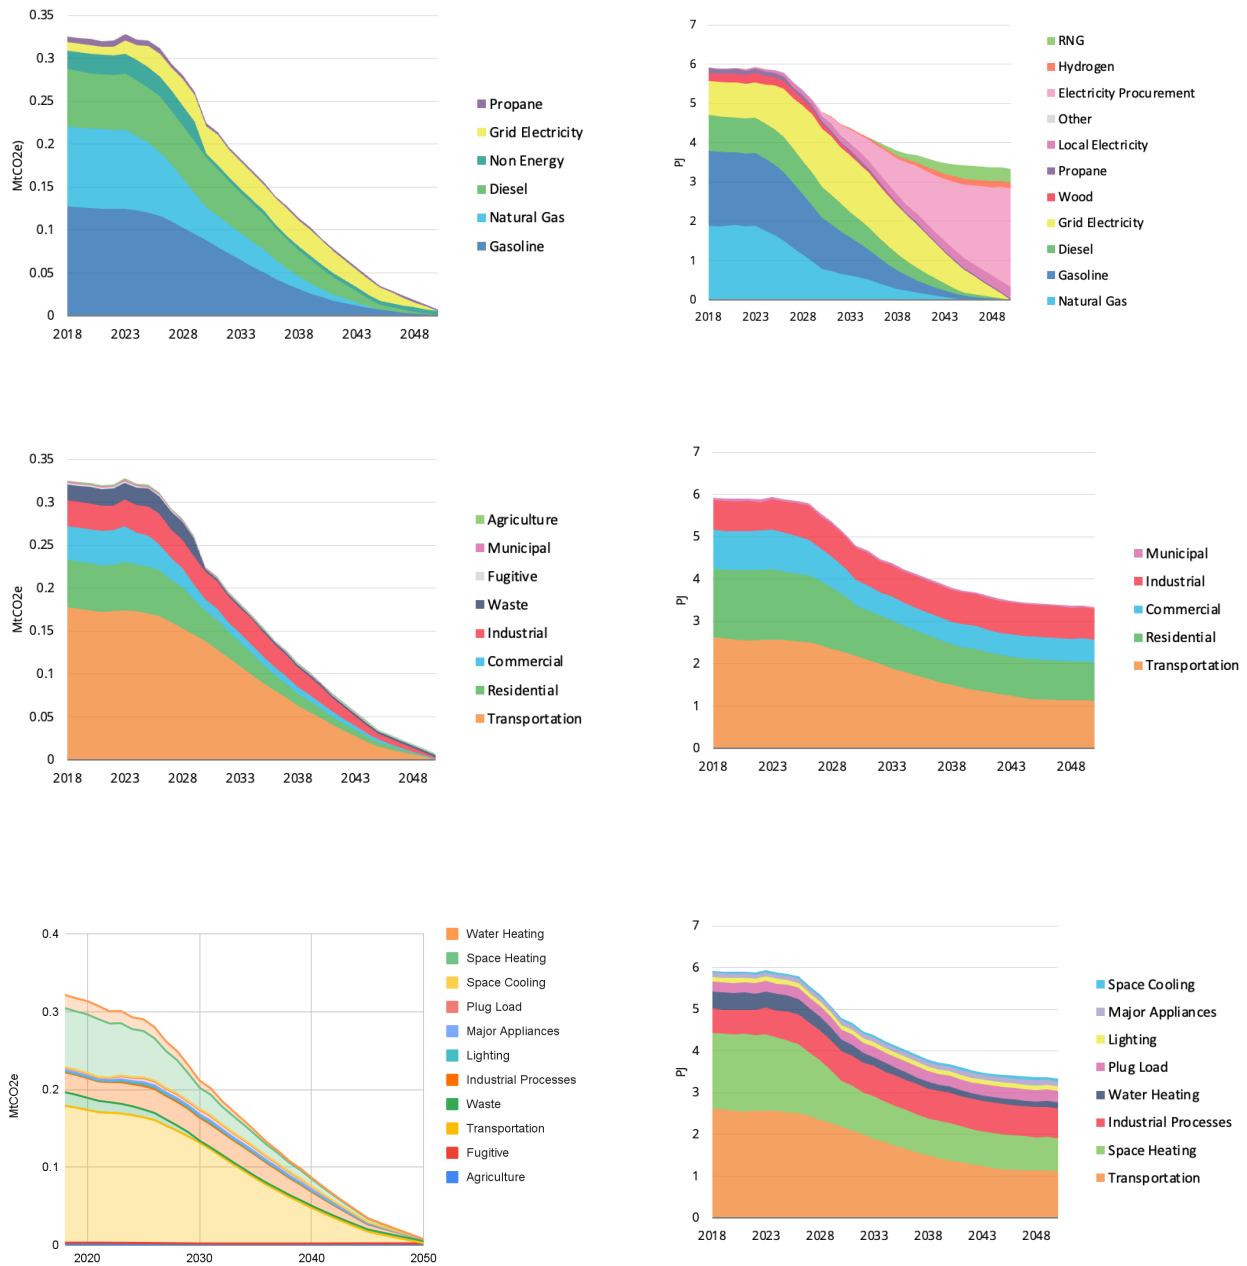 0.35
0.3
0.25
0.2
0.15
0.1
0.05
0
MtCO2e)
2018 2023 2028 2033 2038 2043 2048
Propane
Grid Electricity
Non Energy
Diesel
Natural Gas
Gasoline
7
6
5
4
3
2
1
0
PJ
2018 2023 2028 2033 2038 2043 2048
RNG
Hydrogen
Electricity Procurement
Other
Local Electricity
Propane
Wood
Grid Electricity
Diesel
Gasoline
Natural Gas
0.35
0.3
0.25
0.2
0.15
0.1
0.05
0
MtCO2e
2018 2023 2028 2033 2038 2043 2048
Agriculture
Municipal
Fugitive
Waste
Industrial
Commercial
Residential
Transportation
7
6
5
4
3
2
1
0
PJ
2018 2023 2028 2033 2038 2043 2048
Municipal
Industrial
Commercial
Residential
Transportation
0.4
0.3
0.2
0.1
0
MtCO2e
2020 2030 2040 2050
Water Heating
Space Heating
Space Cooling
Plug Load
Major Appliances
Lighting
Industrial Processes
Waste
Transportation
Fugitive
Agriculture
7
6
5
4
3
2
1
0
PJ
2018 2023 2028 2033 2038 2043 2048
Space Cooling
Major Appliances
Lighting
Plug Load
Water Heating
Industrial Processes
Space Heating
Transportation